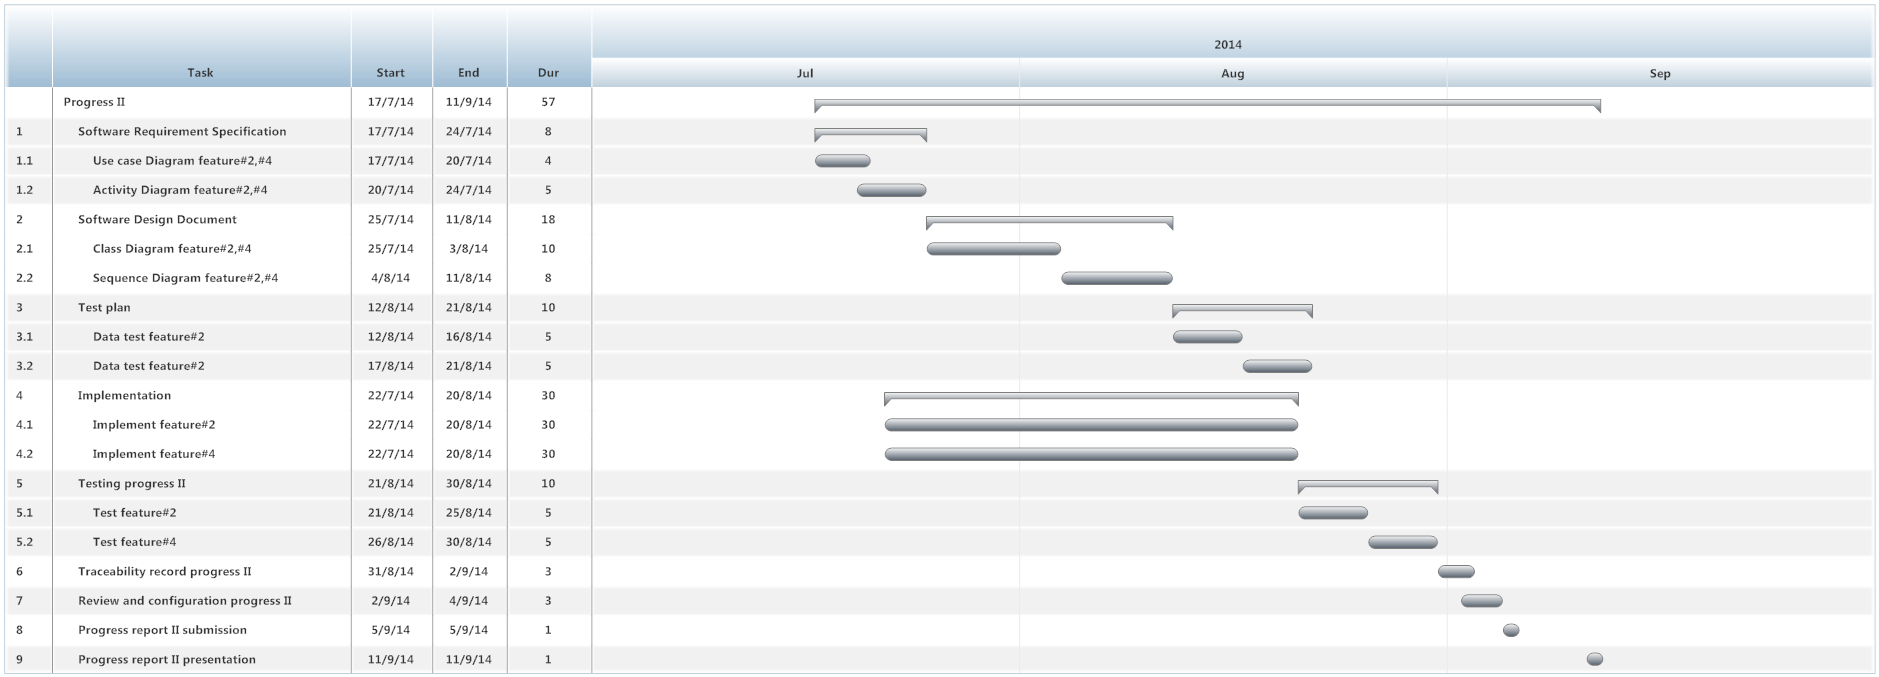 2014
Task Start End Dur Jul Aug Sep
Progress II 17/7/14 11/9/14 57
1 Software Requirement Specification 17/7/14 24/7/14 8
1.1 Use case Diagram feature#2,#4 17/7/14 20/7/14 4
1.2 Activity Diagram feature#2,#4 20/7/14 24/7/14 5
2 Software Design Document 25/7/14 11/8/14 18
2.1 Class Diagram feature#2,#4 25/7/14 3/8/14 10
2.2 Sequence Diagram feature#2,#4 4/8/14 11/8/14 8
3 Test plan 12/8/14 21/8/14 10
3.1 Data test feature#2 12/8/14 16/8/14 5
3.2 Data test feature#2 17/8/14 21/8/14 5
4 Implementation 22/7/14 20/8/14 30
4.1 Implement feature#2 22/7/14 20/8/14 30
4.2 Implement feature#4 22/7/14 20/8/14 30
5 Testing progress II 21/8/14 30/8/14 10
5.1 Test feature#2 21/8/14 25/8/14 5
5.2 Test feature#4 26/8/14 30/8/14 5
6 Traceability record progress II 31/8/14 2/9/14 3
7 Review and configuration progress II 2/9/14 4/9/14 3
8 Progress report II submission 5/9/14 5/9/14 1
9 Progress report II presentation 11/9/14 11/9/14 1